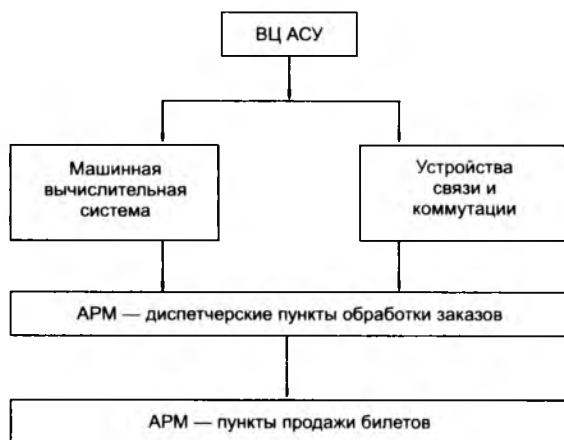 ВЦ АСУ
Машинная
вычислительная
система
Устройства
связи и
коммутации
АРМ — диспетчерские пункты обработки заказов
АРМ — пункты продажи билетов